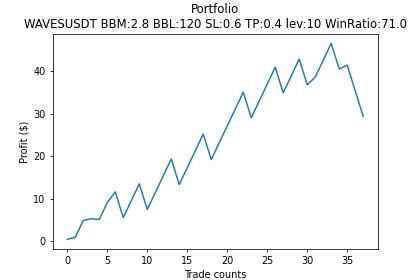 Portfolio
WAVESUSDT BBM:2.8 BBL:120 SL:0.6 TP:0.4 lev:10 WinRatio:71.0
Profit ($)
40
30
20
10
0
0 5 10 15 20 25 30 35
Trade counts